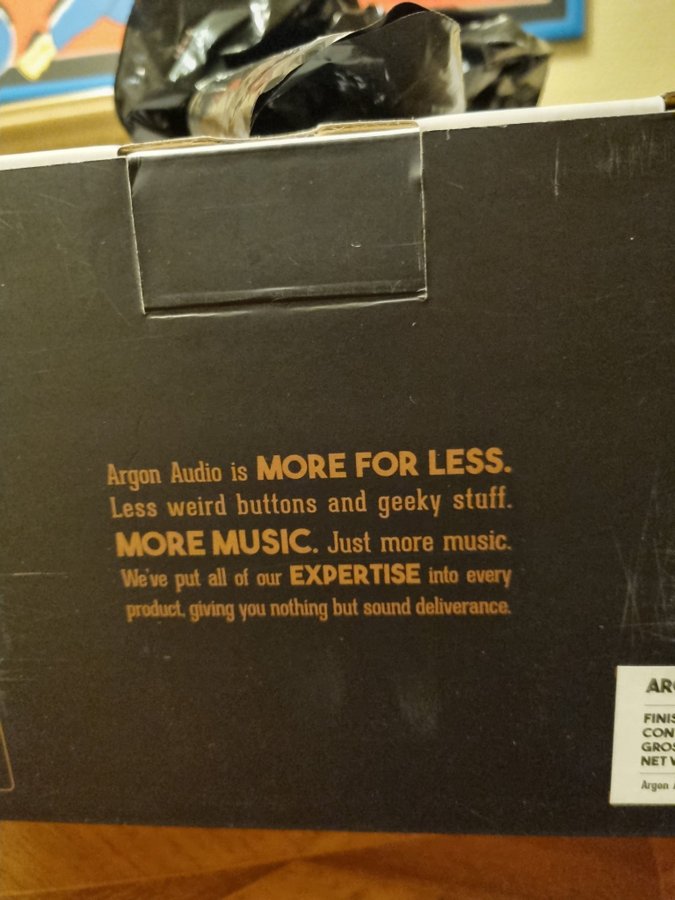 Argon Audio is MORE FOR LESS.
Less weird buttons and geeky stuff.
MORE MUSIC. Just more music.
We've put all of our EXPERTISE into every
product, giving you nothing but sound deliverance.
Argon